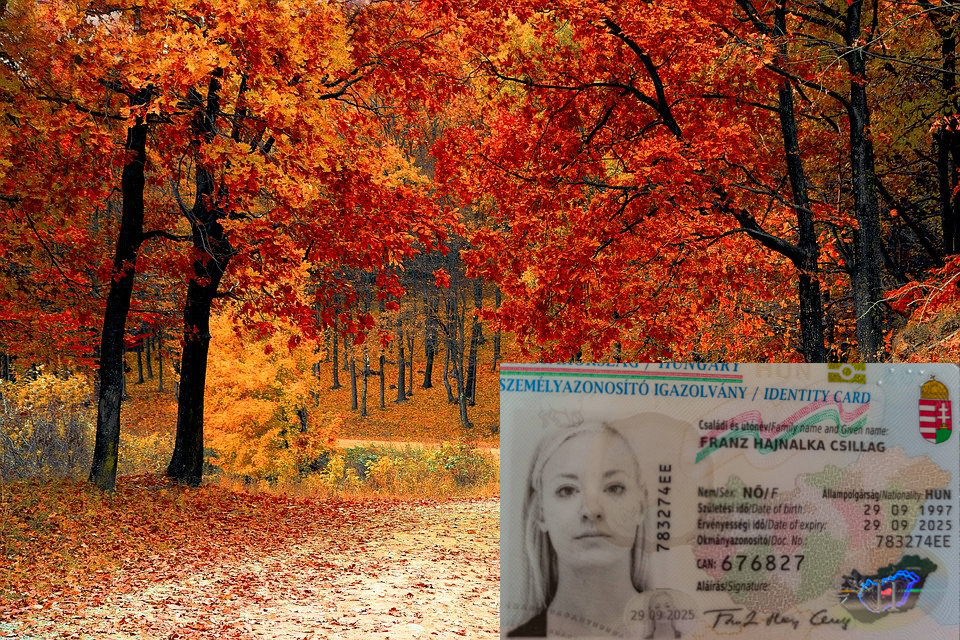 MAGYARORSZÁG / HUNGARY
HUN
SZEMÉLYAZONOSÍTÓ IGAZOLVÁNY / IDENTITY CARD
Családi és utónév/Family name and Given name:
FRANZ HAJNALKA CSILLAG
783274EE
Nem/Sex: NŐ/F Állampolgárság/Nationality: HUN
Születési idő/Date of birth: 29 09 1997
Érvényességi idő/Date of expiry: 29 09 2025
Okmányazonosító/Doc. No.: 783274EE
CAN: 676827
Aláírás/Signature:
29 09 2025